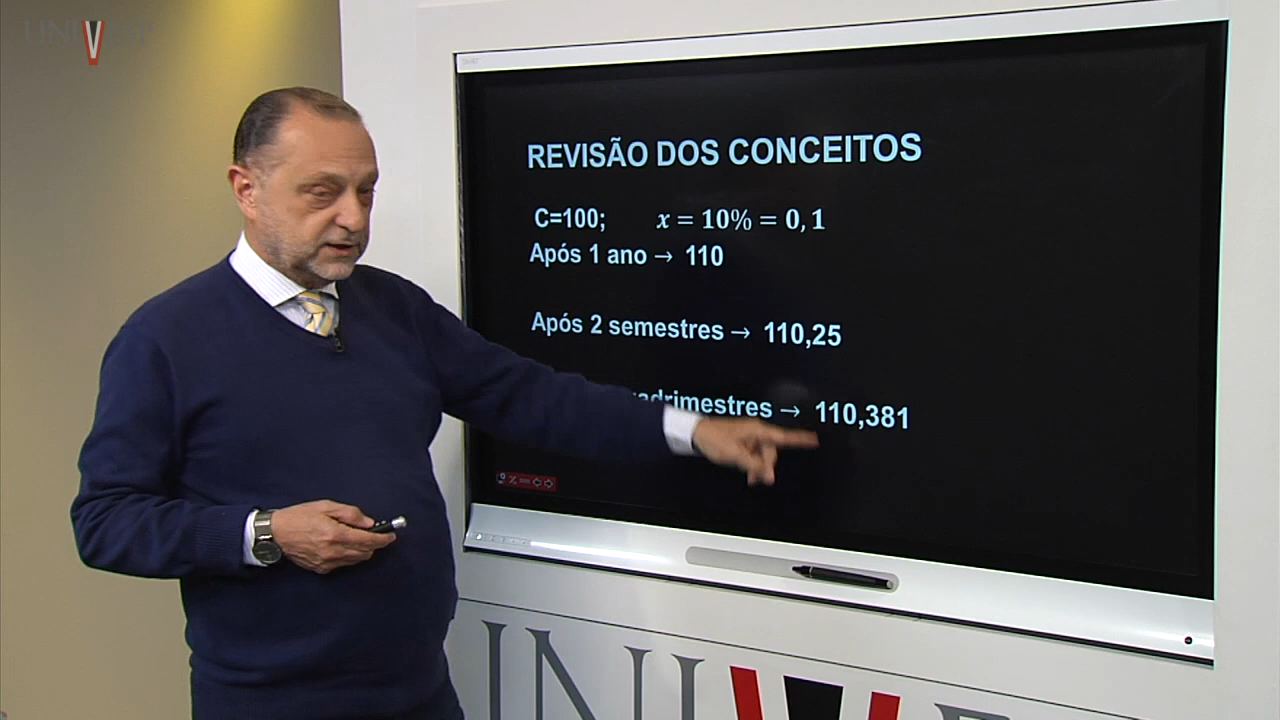 UNIVESP
REVISÃO DOS CONCEITOS
C=100; x = 10% = 0, 1
Após 1 ano → 110
Após 2 semestres → 110,25
adrimestres → 110,381